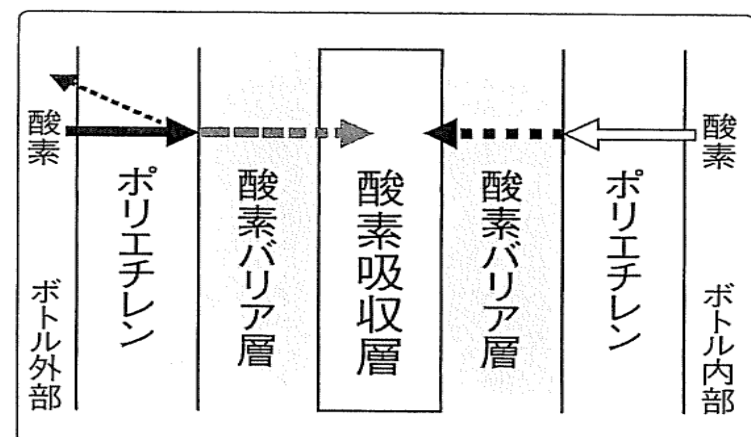 酸素
ボトル外部
ポリエチレン
酸素バリア層
酸素吸収層
酸素バリア層
ポリエチレン
酸素
ボトル内部